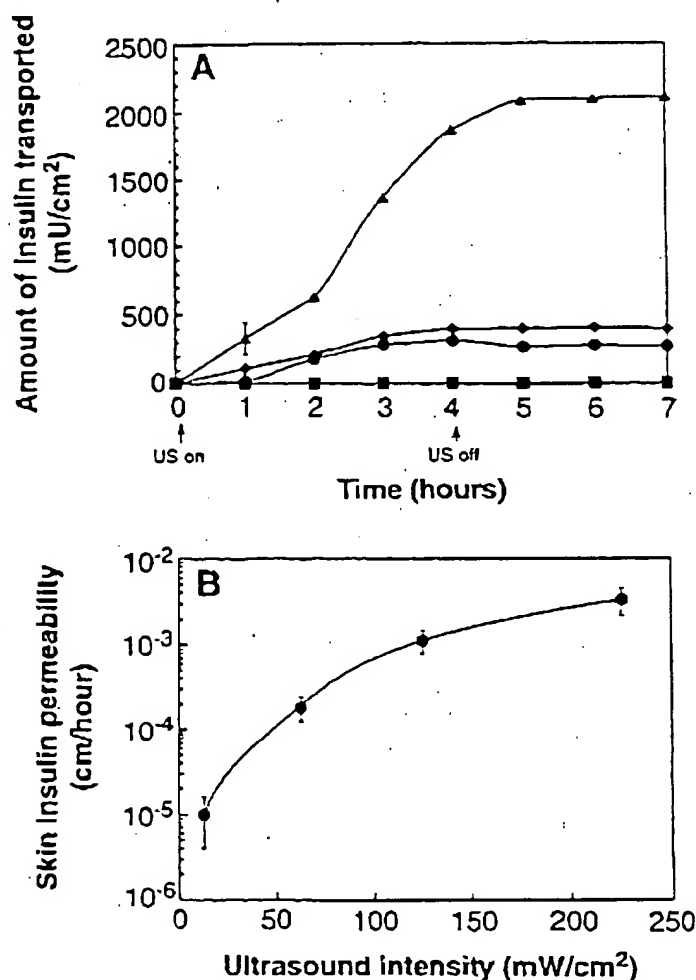 A
2500
2000
1500
1000
500
0
Amount of Insulin transported
(mU/cm²)
0 1 2 3 4 5 6 7
US on US off
Time (hours)
B
10⁻²
10⁻³
10⁻⁴
10⁻⁵
10⁻⁶
Skin Insulin permeability
(cm/hour)
0 50 100 150 200 250
Ultrasound intensity (mW/cm²)